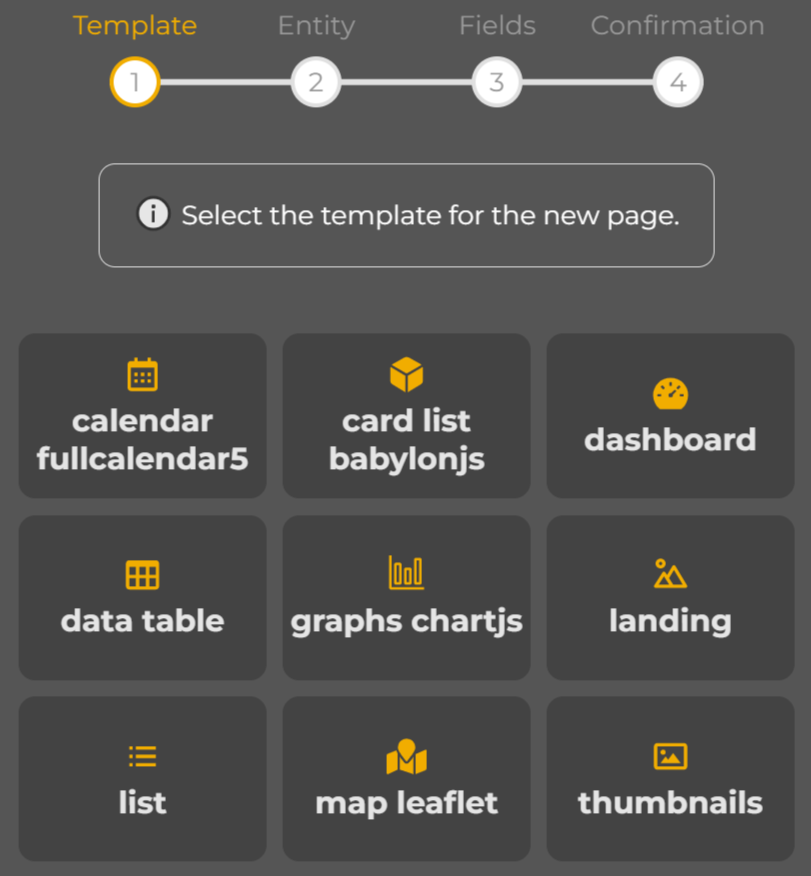 Template Entity Fields Confirmation
1 2 3 4
Select the template for the new page.
calendar
fullcalendar5
card list
babylonjs
dashboard
data table
graphs chartjs
landing
list
map leaflet
thumbnails